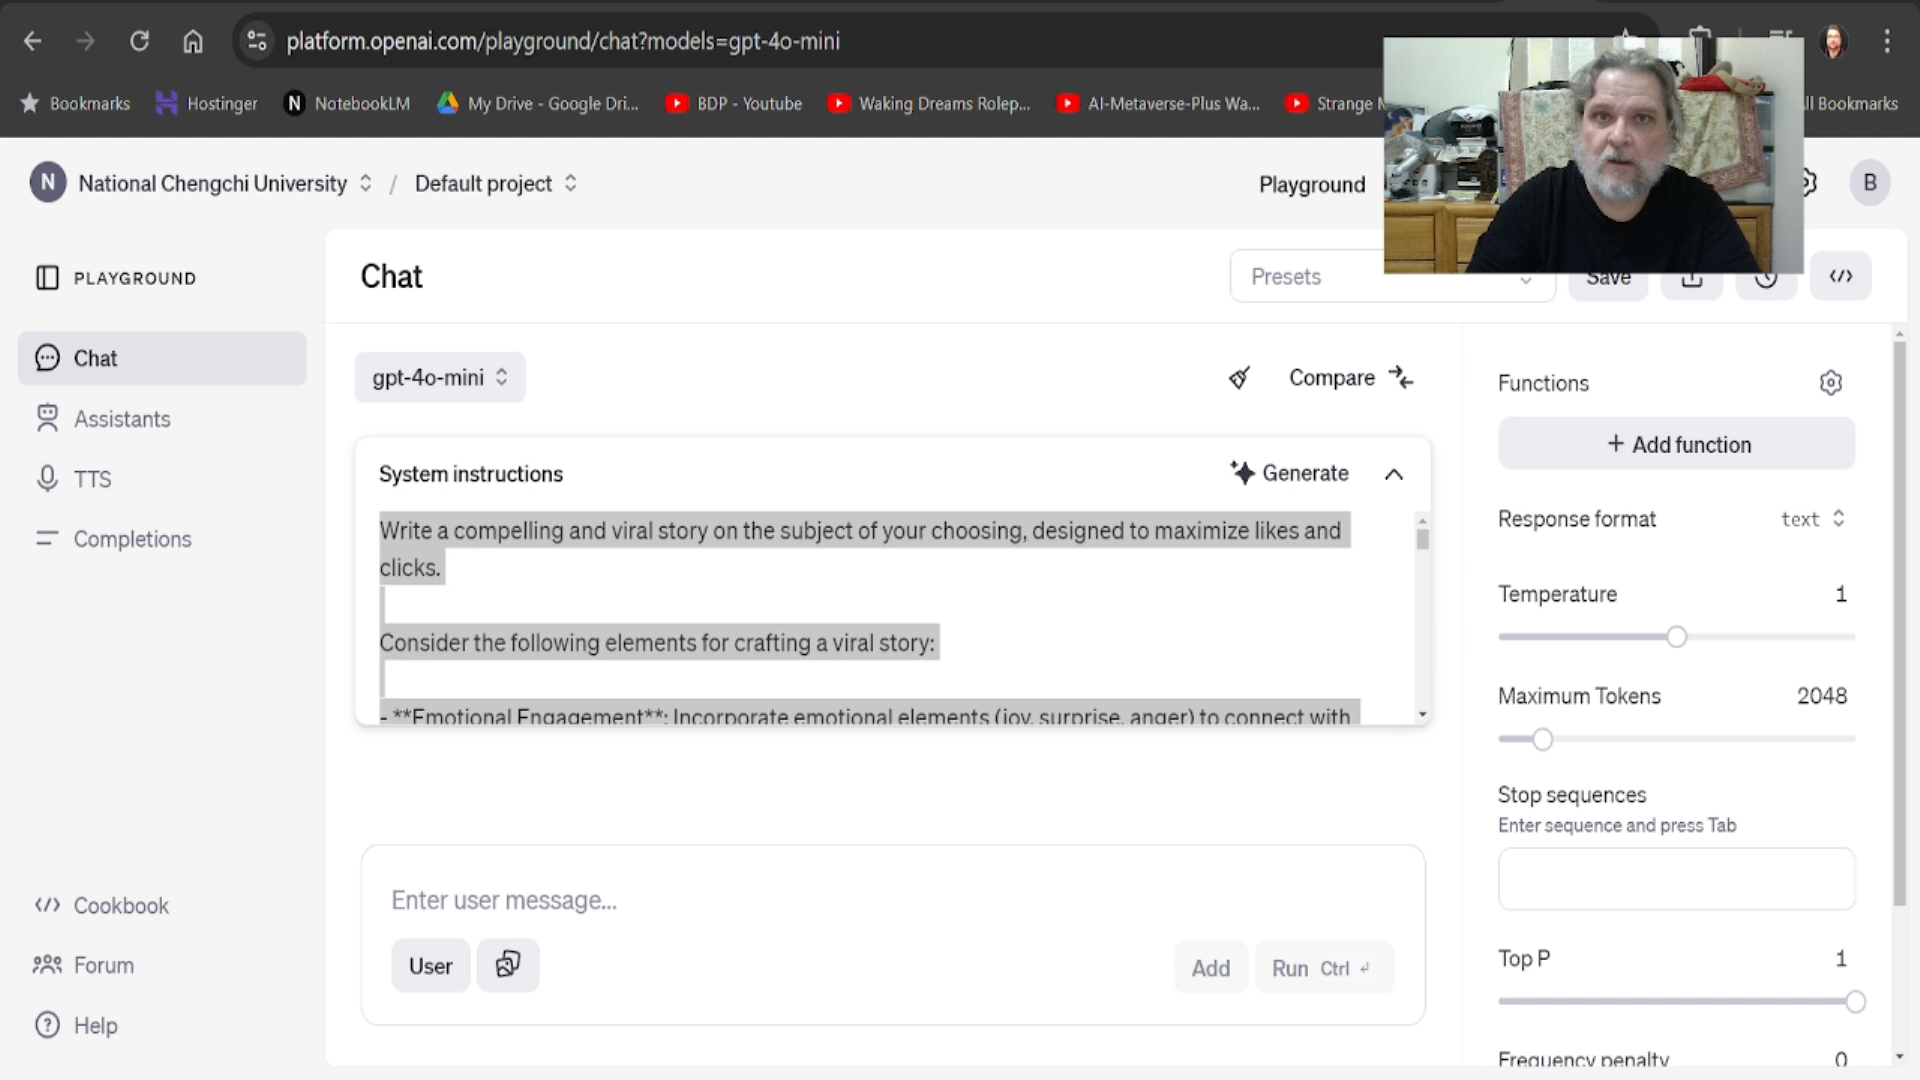 platform.openai.com/playground/chat?models=gpt-4o-mini
Bookmarks
Hostinger
NotebookLM
My Drive - Google Dri...
BDP - Youtube
Waking Dreams Rolep...
AI-Metaverse-Plus Wa...
Strange
All Bookmarks
N
National Chengchi University
/
Default project
Playground
B
PLAYGROUND
Chat
Presets
Save
Chat
gpt-4o-mini
Compare
Functions
Assistants
Add function
System instructions
Generate
TTS
Write a compelling and viral story on the subject of your choosing, designed to maximize likes and
clicks.
Response format
text
Completions
Temperature
1
Consider the following elements for crafting a viral story:
Maximum Tokens
2048
- **Emotional Engagement**: Incorporate emotional elements (joy, surprise, anger) to connect with
Stop sequences
Enter sequence and press Tab
Enter user message...
Cookbook
User
Add
Run Ctrl ↵
Top P
1
Forum
Help
Frequency penalty
0